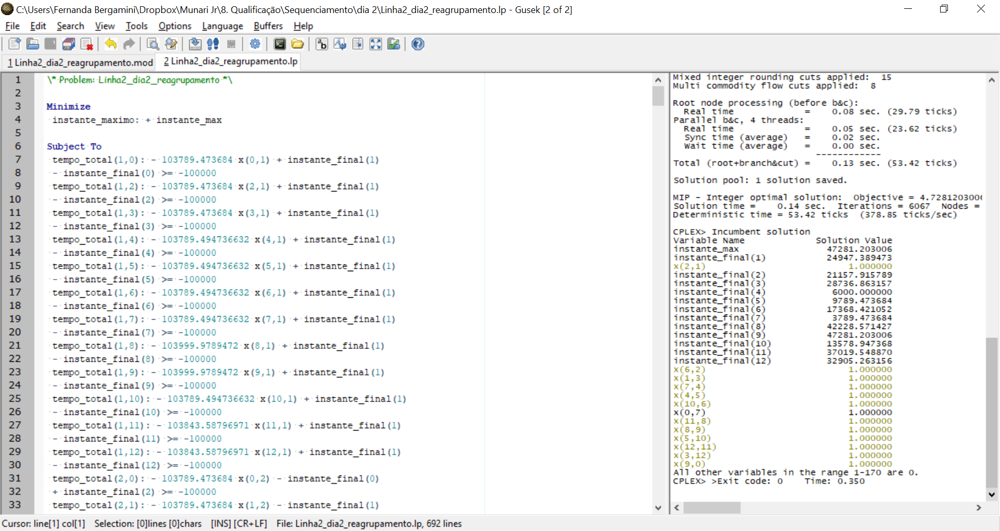 C:\Users\Fernanda Bergamini\Dropbox\Munari Jr\8. Qualificação\Sequenciamento\dia 2\Linha2_dia2_reagrupamento.lp - Gusek [2 of 2]
File Edit Search View Tools Options Language Buffers Help
1 Linha2_dia2_reagrupamento.mod 2 Linha2_dia2_reagrupamento.lp
1 \* Problem: Linha2_dia2_reagrupamento *\
2
3 Minimize
4 instante_maximo: + instante_max
5
6 Subject To
7 tempo_total(1,0): - 103789.473684 x(0,1) + instante_final(1)
8 - instante_final(0) >= -100000
9 tempo_total(1,2): - 103789.473684 x(2,1) + instante_final(1)
10 - instante_final(2) >= -100000
11 tempo_total(1,3): - 103789.473684 x(3,1) + instante_final(1)
12 - instante_final(3) >= -100000
13 tempo_total(1,4): - 103789.494736632 x(4,1) + instante_final(1)
14 - instante_final(4) >= -100000
15 tempo_total(1,5): - 103789.494736632 x(5,1) + instante_final(1)
16 - instante_final(5) >= -100000
17 tempo_total(1,6): - 103789.494736632 x(6,1) + instante_final(1)
18 - instante_final(6) >= -100000
19 tempo_total(1,7): - 103789.494736632 x(7,1) + instante_final(1)
20 - instante_final(7) >= -100000
21 tempo_total(1,8): - 103999.9789472 x(8,1) + instante_final(1)
22 - instante_final(8) >= -100000
23 tempo_total(1,9): - 103999.9789472 x(9,1) + instante_final(1)
24 - instante_final(9) >= -100000
25 tempo_total(1,10): - 103789.494736632 x(10,1) + instante_final(1)
26 - instante_final(10) >= -100000
27 tempo_total(1,11): - 103843.58796971 x(11,1) + instante_final(1)
28 - instante_final(11) >= -100000
29 tempo_total(1,12): - 103843.58796971 x(12,1) + instante_final(1)
30 - instante_final(12) >= -100000
31 tempo_total(2,0): - 103789.473684 x(0,2) - instante_final(0)
32 + instante_final(2) >= -100000
33 tempo_total(2,1): - 103789.473684 x(1,2) - instante_final(1)
Mixed integer rounding cuts applied: 15
Multi commodity flow cuts applied: 8
Root node processing (before b&c):
Real time = 0.08 sec. (29.79 ticks)
Parallel b&c, 4 threads:
Real time = 0.05 sec. (23.62 ticks)
Sync time (average) = 0.02 sec.
Wait time (average) = 0.00 sec.
------------
Total (root+branch&cut) = 0.13 sec. (53.42 ticks)
Solution pool: 1 solution saved.
MIP - Integer optimal solution: Objective = 4.728120300
Solution time = 0.14 sec. Iterations = 6067 Nodes =
Deterministic time = 53.42 ticks (378.85 ticks/sec)
CPLEX> Incumbent solution
Variable Name Solution Value
instante_max 47281.203006
instante_final(1) 24947.389473
x(2,1) 1.000000
instante_final(2) 21157.915789
instante_final(3) 28736.863157
instante_final(4) 6000.000000
instante_final(5) 9789.473684
instante_final(6) 17368.421052
instante_final(7) 3789.473684
instante_final(8) 42228.571427
instante_final(9) 47281.203006
instante_final(10) 13578.947368
instante_final(11) 37019.548870
instante_final(12) 32905.263156
x(6,2) 1.000000
x(1,3) 1.000000
x(7,4) 1.000000
x(4,5) 1.000000
x(10,6) 1.000000
x(0,7) 1.000000
x(11,8) 1.000000
x(8,9) 1.000000
x(5,10) 1.000000
x(12,11) 1.000000
x(3,12) 1.000000
x(9,0) 1.000000
All other variables in the range 1-170 are 0.
CPLEX> >Exit code: 0 Time: 0.350
Cursor: line[1] col[1] Selection: [0]lines [0]chars [INS] [CR+LF] File: Linha2_dia2_reagrupamento.lp, 692 lines